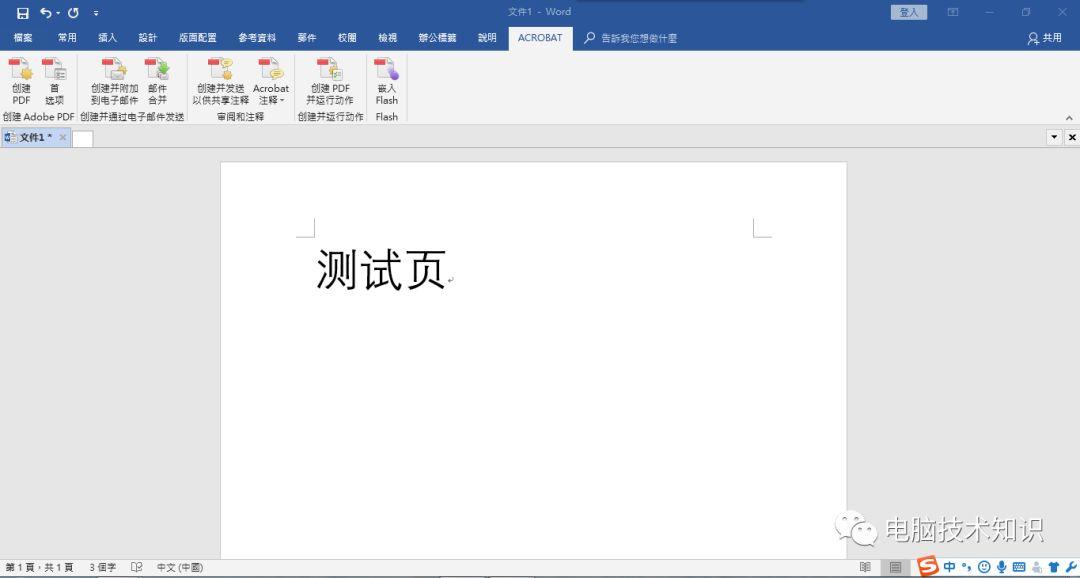 文件1 - Word
登入
檔案 常用 插入 設計 版面配置 參考資料 郵件 校閱 檢視 辦公標籤 說明 ACROBAT 告訴我您想做什麼 共用
创建 PDF
首选项
创建 Adobe PDF
创建并附加到电子邮件
邮件合并
创建并通过电子邮件发送
创建并发送以供共享注释
Acrobat 注释
审阅和注释
创建 PDF 并运行动作
创建并运行动作
嵌入 Flash
Flash
文件1 *
测试页
电脑技术知识
第 1 頁，共 1 頁 3 個字 中文 (中國)
中